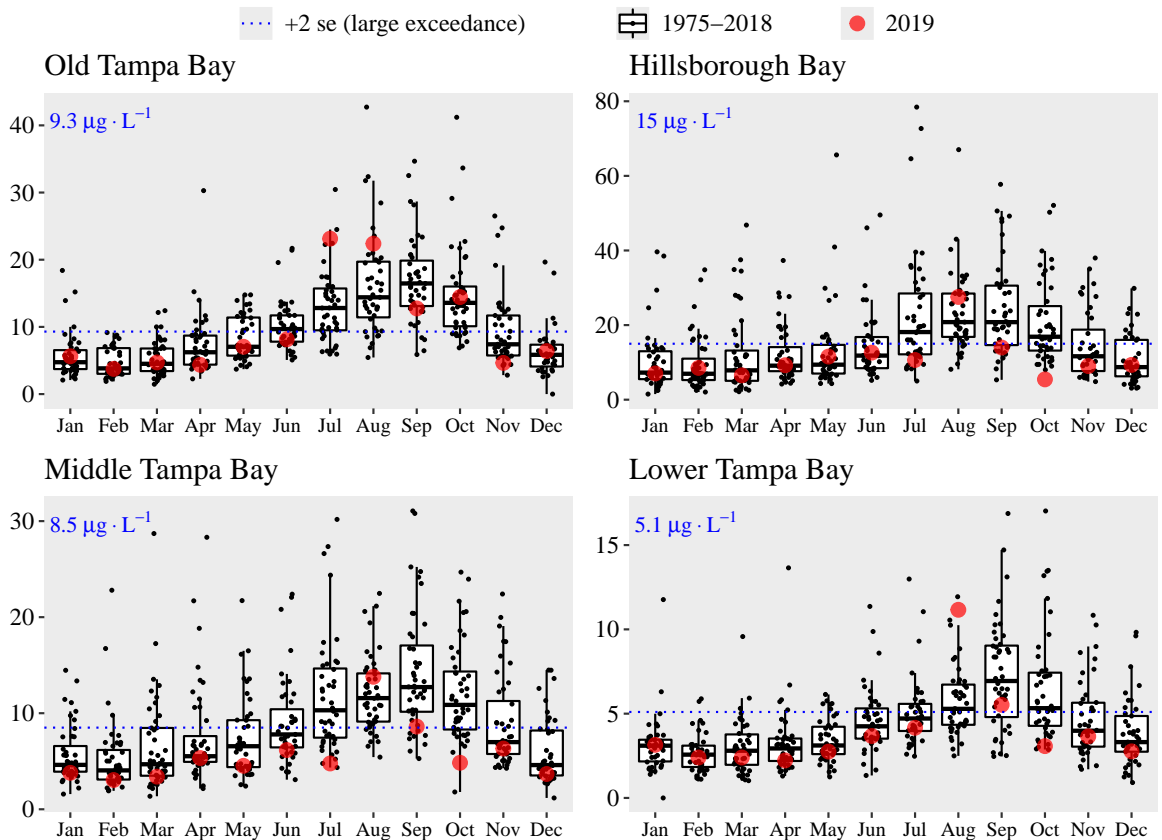 +2 se (large exceedance) 1975–2018 2019
Old Tampa Bay
9.3 μg · L⁻¹
40
30
20
10
0
Jan Feb Mar Apr May Jun Jul Aug Sep Oct Nov Dec
Hillsborough Bay
15 μg · L⁻¹
80
60
40
20
0
Jan Feb Mar Apr May Jun Jul Aug Sep Oct Nov Dec
Middle Tampa Bay
8.5 μg · L⁻¹
30
20
10
0
Jan Feb Mar Apr May Jun Jul Aug Sep Oct Nov Dec
Lower Tampa Bay
5.1 μg · L⁻¹
15
10
5
0
Jan Feb Mar Apr May Jun Jul Aug Sep Oct Nov Dec